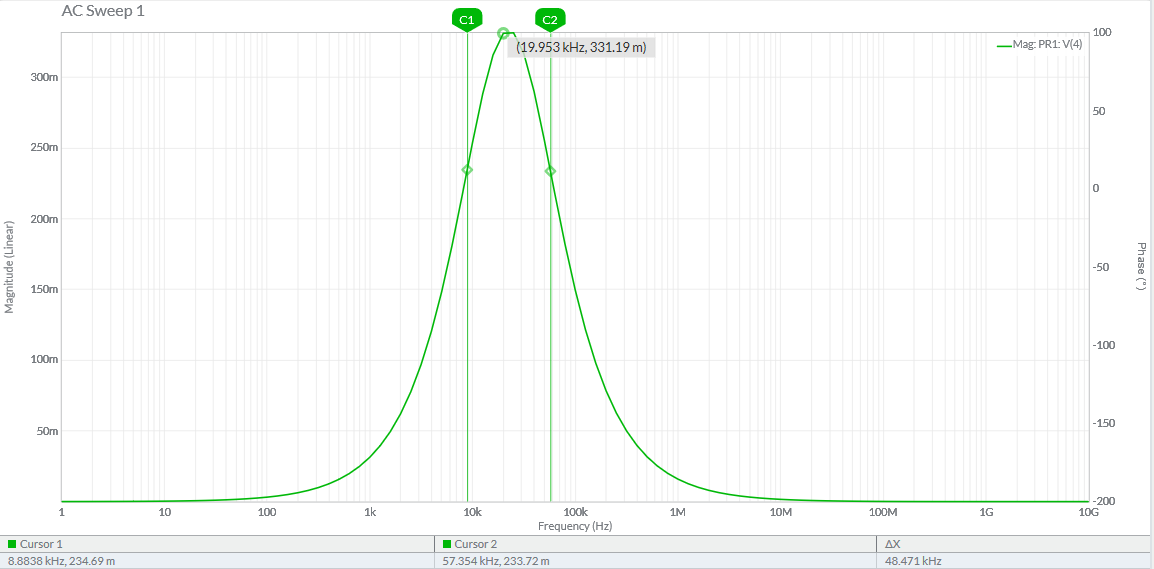 AC Sweep 1
C1 C2
(19.953 kHz, 331.19 m)
Mag: PR1: V(4)
300m
250m
200m
150m
100m
50m
Magnitude (Linear)
100
50
0
-50
-100
-150
-200
Phase (°)
1 10 100 1k 10k 100k 1M 10M 100M 1G 10G
Frequency (Hz)
Cursor 1 Cursor 2 ΔX
8.8838 kHz, 234.69 m 57.354 kHz, 233.72 m 48.471 kHz